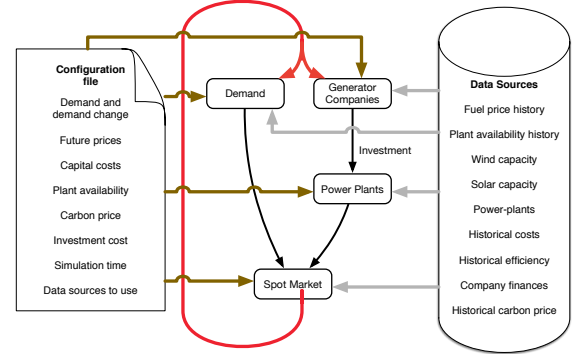 Configuration
file
Demand and
demand change
Future prices
Capital costs
Plant availability
Carbon price
Investment cost
Simulation time
Data sources to use
Demand
Generator
Companies
Investment
Power Plants
Spot Market
Data Sources
Fuel price history
Plant availability history
Wind capacity
Solar capacity
Power-plants
Historical costs
Historical efficiency
Company finances
Historical carbon price